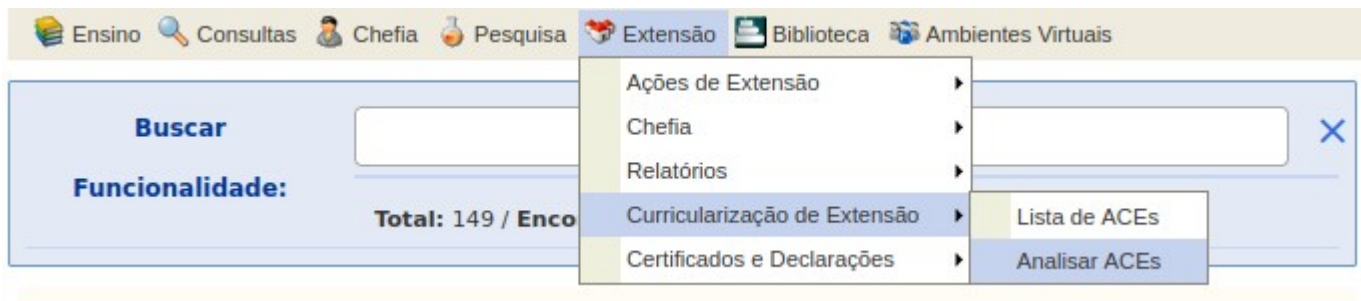 Ensino Consultas Chefia Pesquisa Extensão Biblioteca Ambientes Virtuais
Buscar
Funcionalidade:
Total: 149 / Enco
Ações de Extensão
Chefia
Relatórios
Curricularização de Extensão
Certificados e Declarações
Lista de ACEs
Analisar ACEs